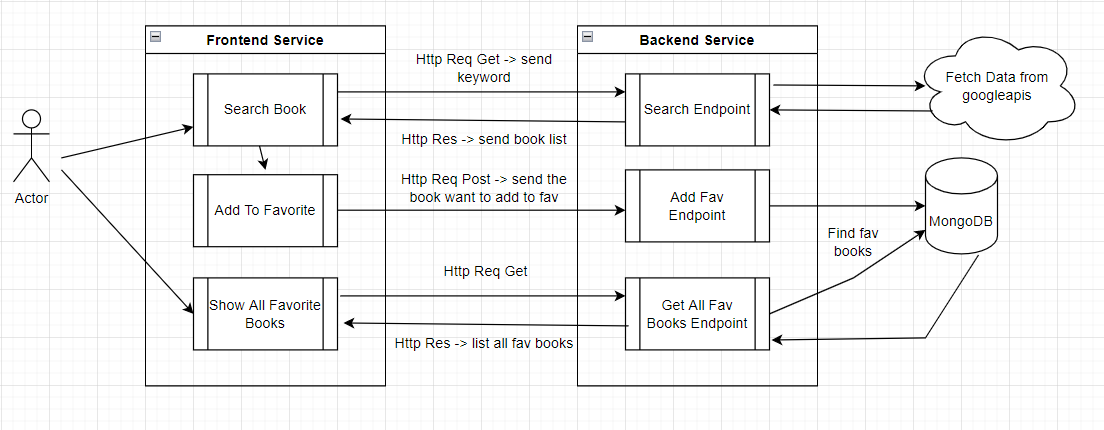 Frontend Service
Backend Service
Http Req Get -> send
keyword
Search Book
Search Endpoint
Fetch Data from
googleapis
Http Res -> send book list
Actor
Http Req Post -> send the
book want to add to fav
Add To Favorite
Add Fav
Endpoint
MongoDB
Find fav
books
Http Req Get
Show All Favorite
Books
Get All Fav
Books Endpoint
Http Res -> list all fav books